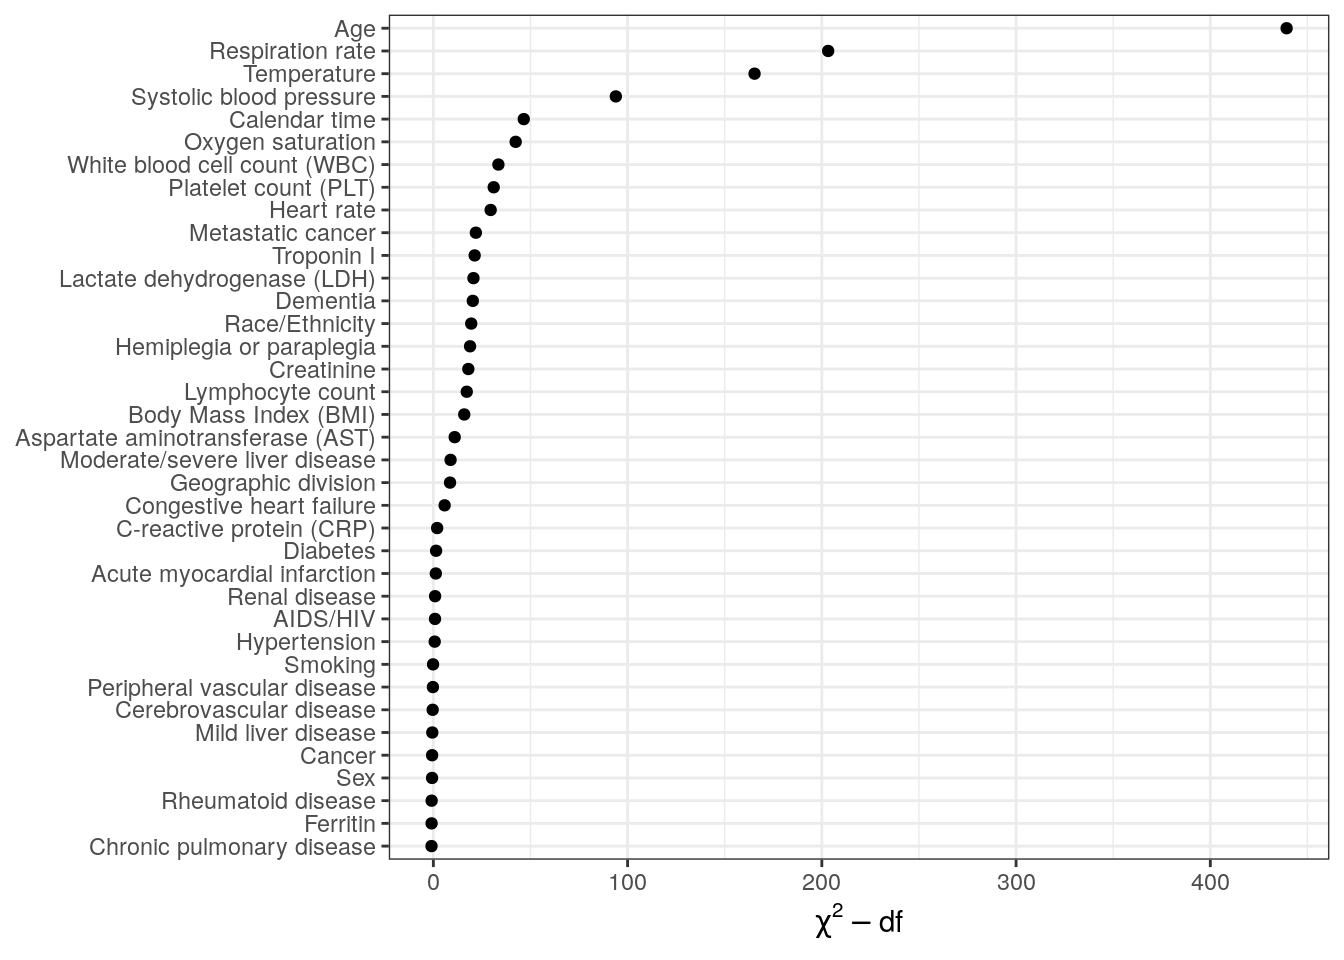 Age
Respiration rate
Temperature
Systolic blood pressure
Calendar time
Oxygen saturation
White blood cell count (WBC)
Platelet count (PLT)
Heart rate
Metastatic cancer
Troponin I
Lactate dehydrogenase (LDH)
Dementia
Race/Ethnicity
Hemiplegia or paraplegia
Creatinine
Lymphocyte count
Body Mass Index (BMI)
Aspartate aminotransferase (AST)
Moderate/severe liver disease
Geographic division
Congestive heart failure
C-reactive protein (CRP)
Diabetes
Acute myocardial infarction
Renal disease
AIDS/HIV
Hypertension
Smoking
Peripheral vascular disease
Cerebrovascular disease
Mild liver disease
Cancer
Sex
Rheumatoid disease
Ferritin
Chronic pulmonary disease
0 100 200 300 400
χ² − df